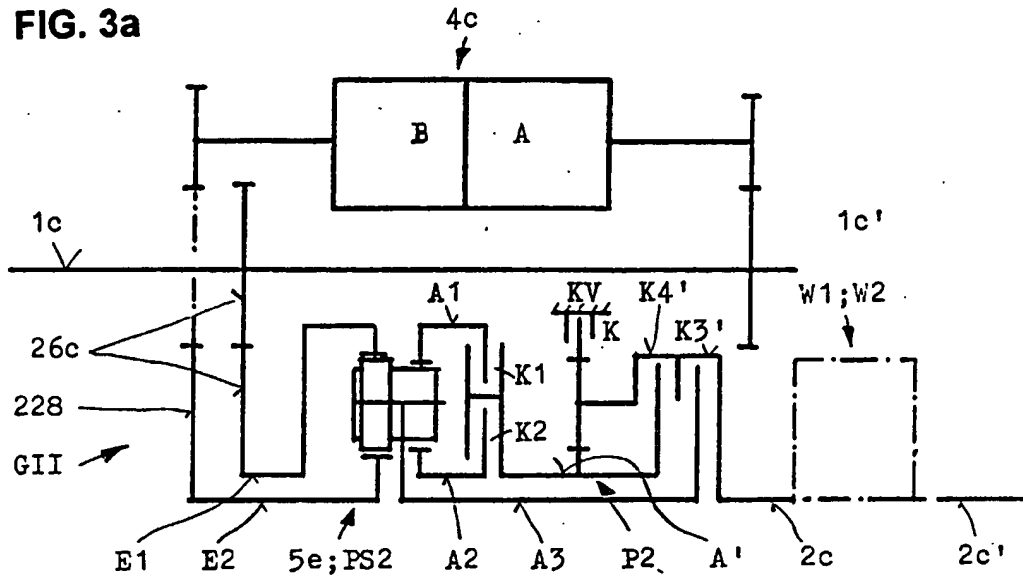 FIG. 3a
4c
B A
1c 1c'
A1 KV K K4' W1;W2
K3'
26c
K1
228
K2
GII
E1 E2 5e;PS2 A2 A3 P2 A' 2c 2c'